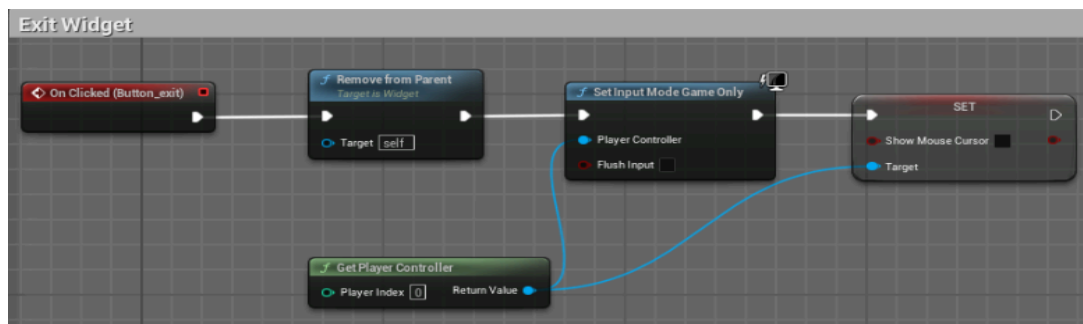 Exit Widget
On Clicked (Button_exit)
Remove from Parent
Target is Widget
Target self
Set Input Mode Game Only
Player Controller
Flush Input
SET
Show Mouse Cursor
Target
Get Player Controller
Player Index 0 Return Value